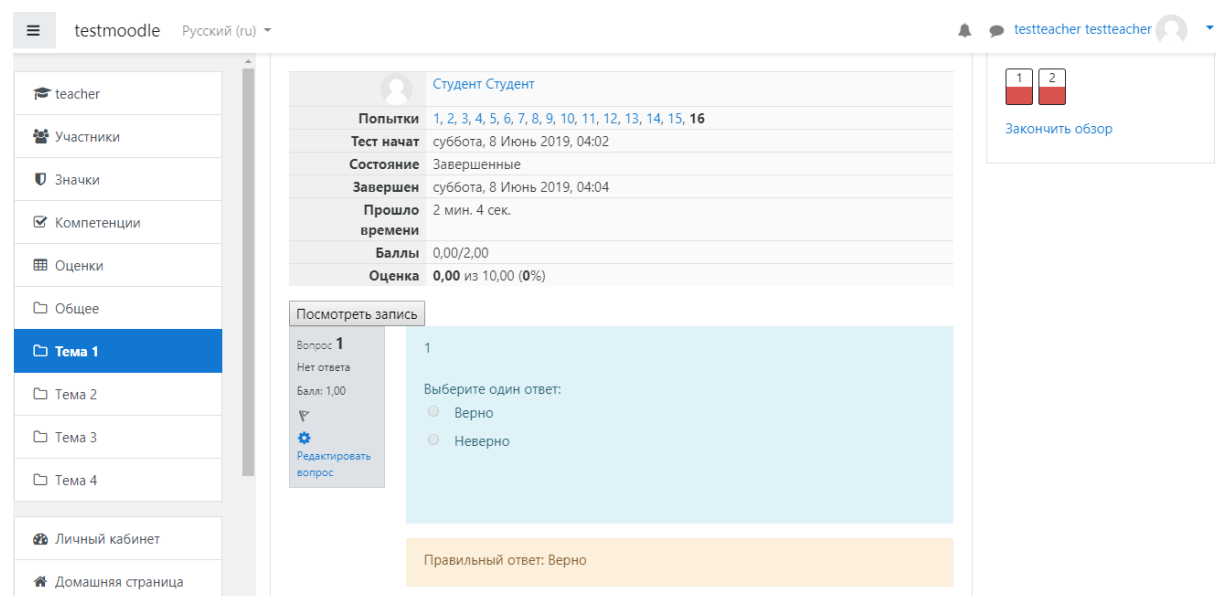 testmoodle Русский (ru) testteacher testteacher
teacher
Участники
Значки
Компетенции
Оценки
Общее
Тема 1
Тема 2
Тема 3
Тема 4
Личный кабинет
Домашняя страница
Студент Студент
Попытки 1, 2, 3, 4, 5, 6, 7, 8, 9, 10, 11, 12, 13, 14, 15, 16
Тест начат суббота, 8 Июнь 2019, 04:02
Состояние Завершенные
Завершен суббота, 8 Июнь 2019, 04:04
Прошло 2 мин. 4 сек.
времени
Баллы 0,00/2,00
Оценка 0,00 из 10,00 (0%)
Посмотреть запись
Вопрос 1
Нет ответа
Балл: 1,00
Редактировать
вопрос
1
Выберите один ответ:
Верно
Неверно
Правильный ответ: Верно
1 2
Закончить обзор